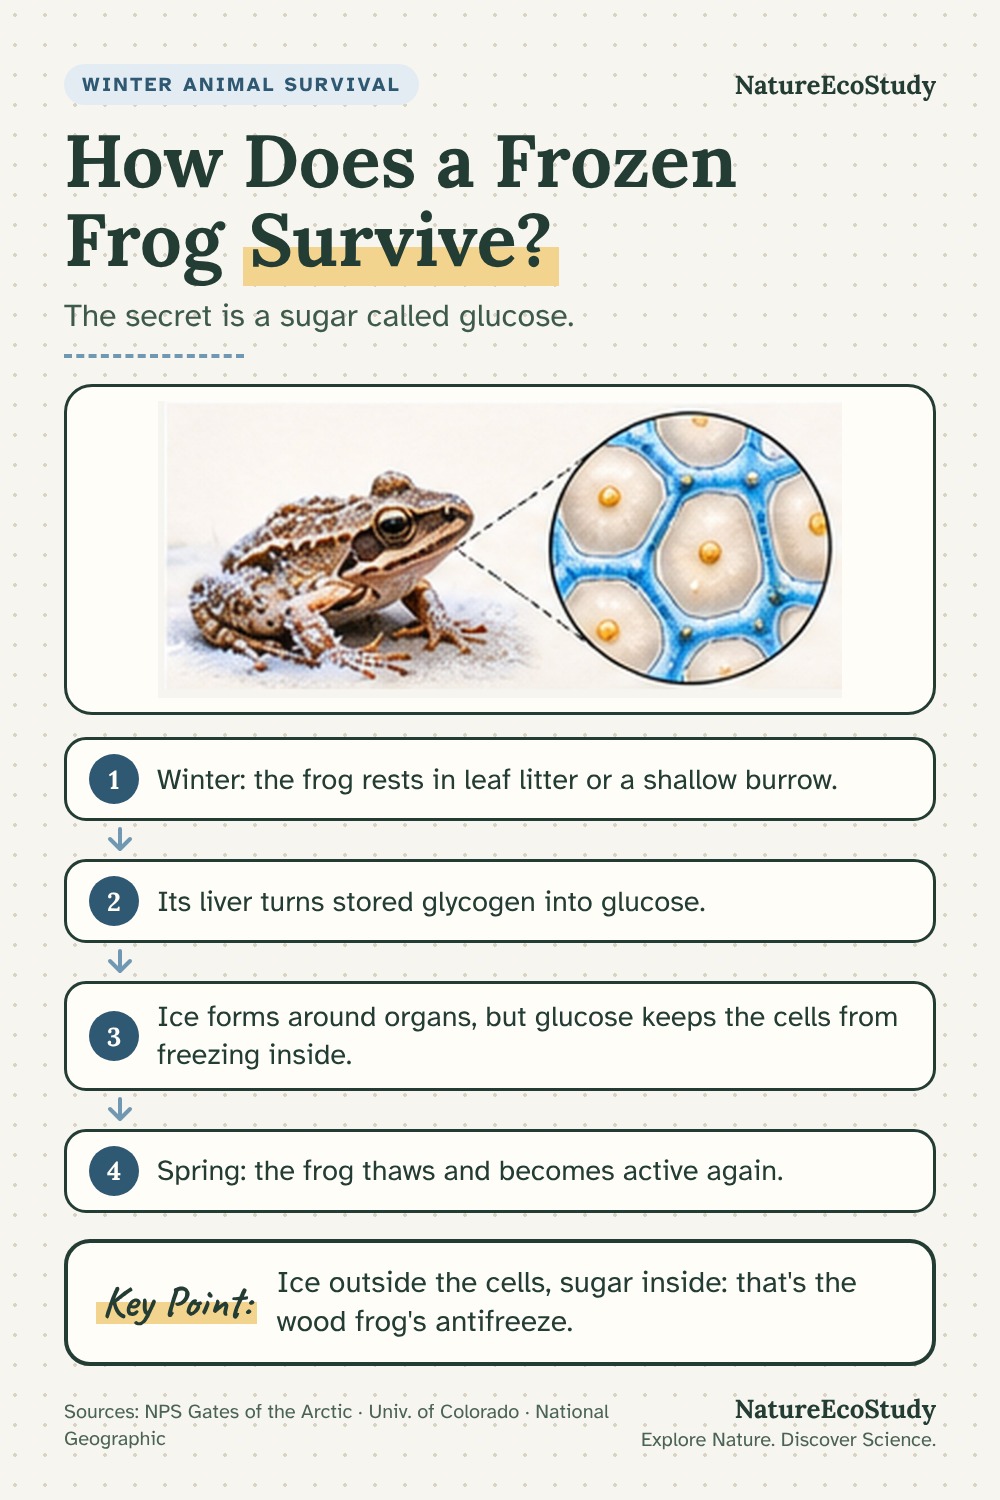 WINTER ANIMAL SURVIVAL
NatureEcoStudy
How Does a Frozen
Frog Survive?
The secret is a sugar called glucose.
1 Winter: the frog rests in leaf litter or a shallow burrow.
2 Its liver turns stored glycogen into glucose.
3 Ice forms around organs, but glucose keeps the cells from
freezing inside.
4 Spring: the frog thaws and becomes active again.
Key Point: Ice outside the cells, sugar inside: that's the
wood frog's antifreeze.
Sources: NPS Gates of the Arctic · Univ. of Colorado · National
Geographic
NatureEcoStudy
Explore Nature. Discover Science.